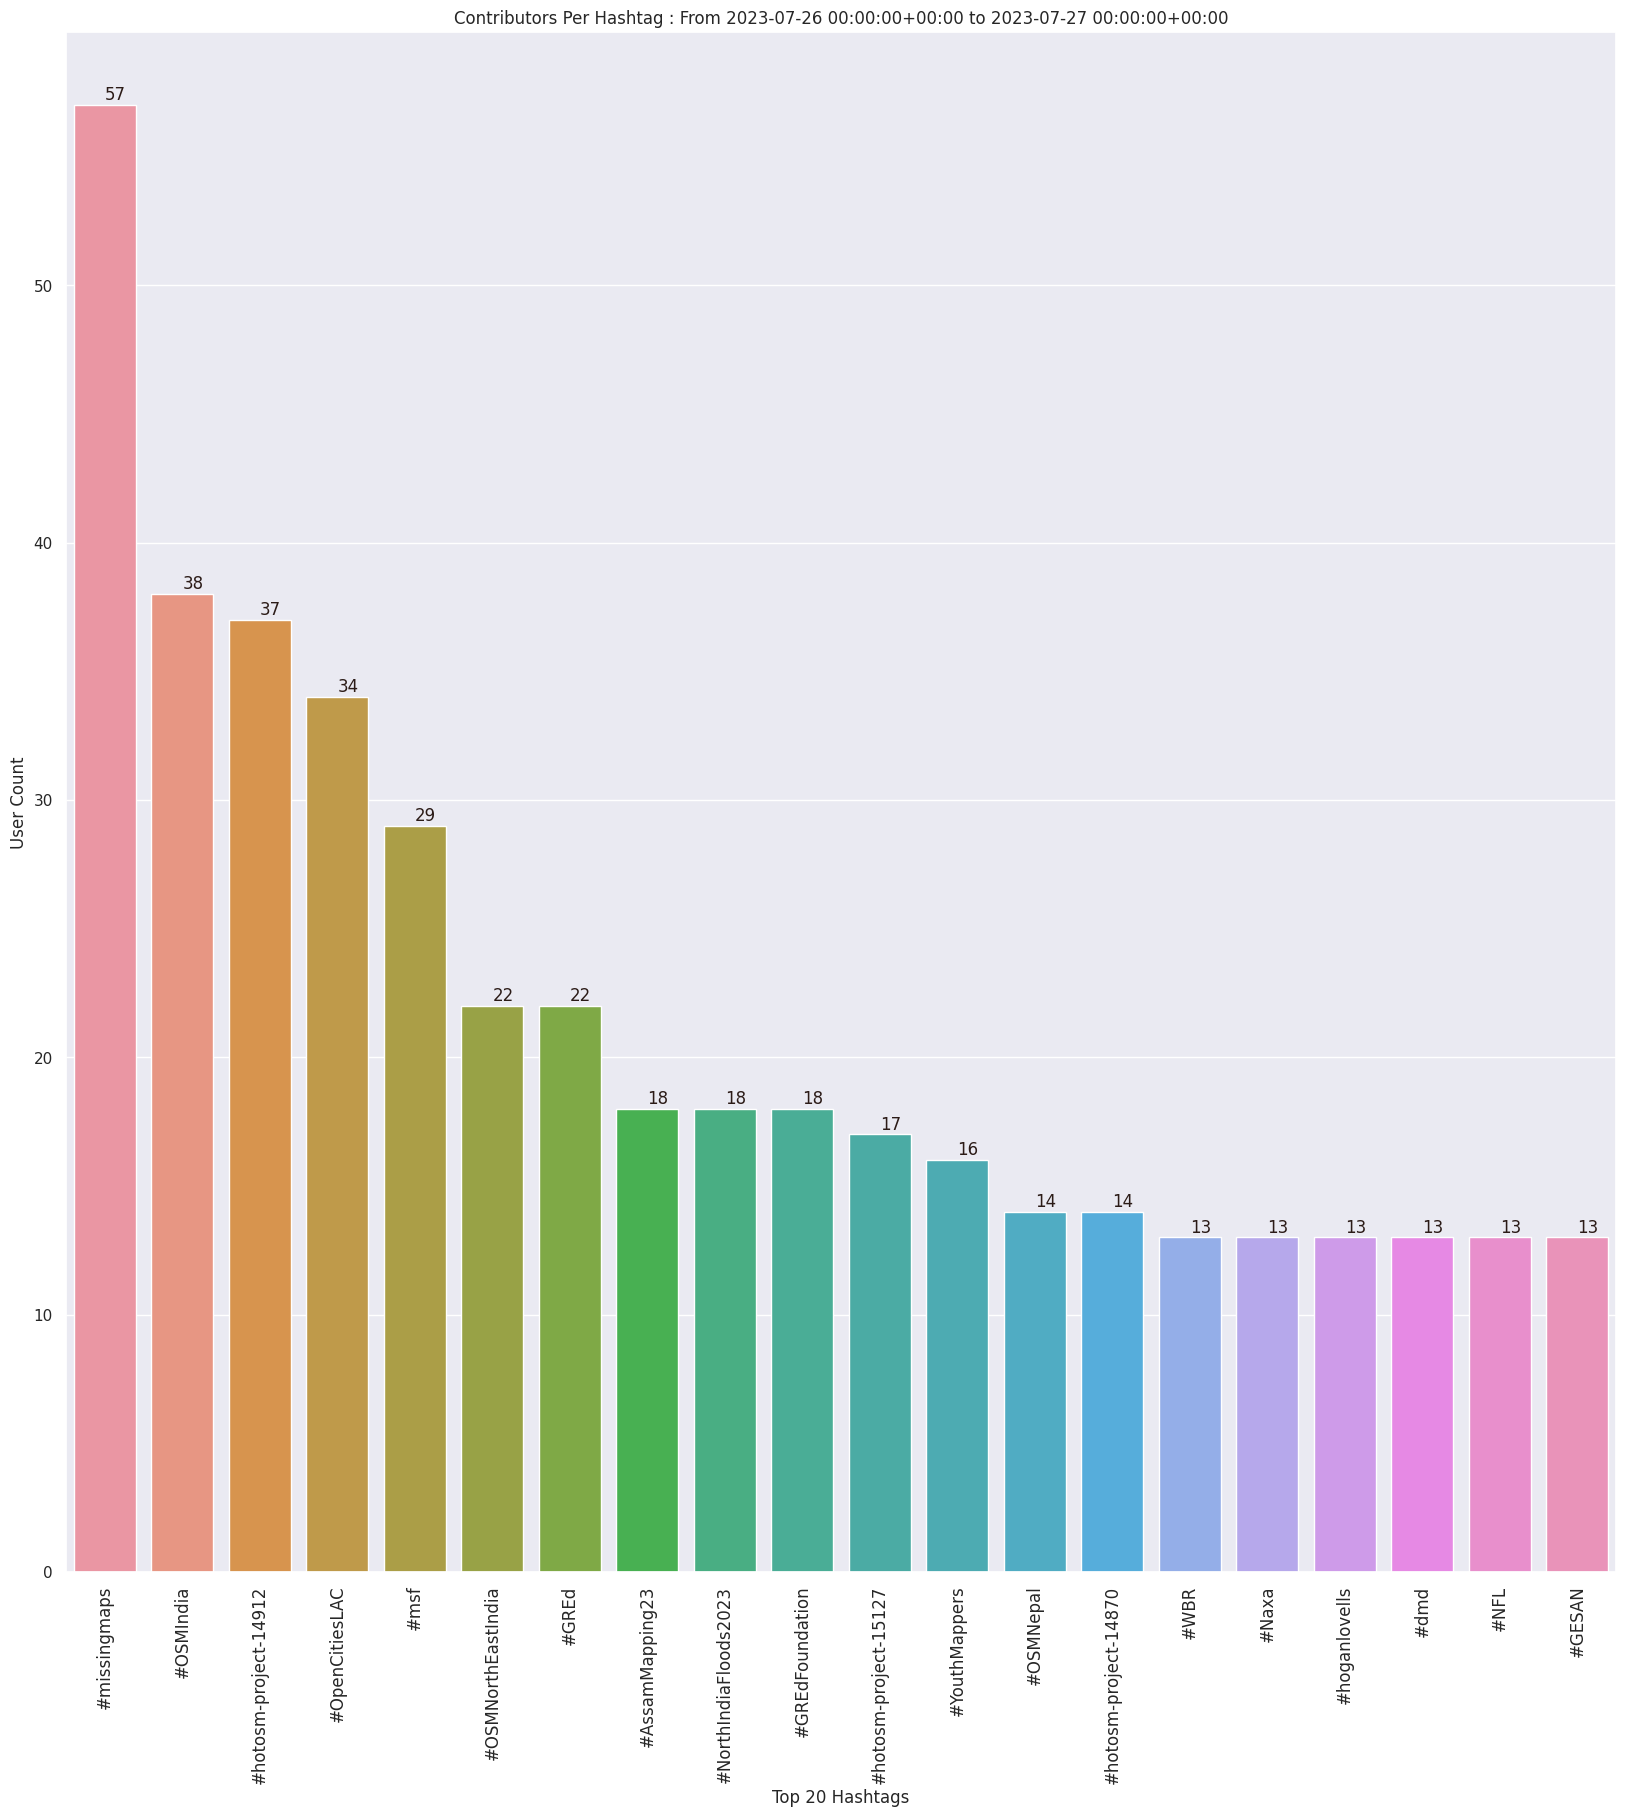 Contributors Per Hashtag : From 2023-07-26 00:00:00+00:00 to 2023-07-27 00:00:00+00:00
57
50
40
38
37
34
30
29
22
22
20
18
18
18
17
16
14
14
13
13
13
13
13
13
10
0
User Count
#missingmaps
#OSMIndia
#hotosm-project-14912
#OpenCitiesLAC
#msf
#OSMNorthEastIndia
#GREd
#AssamMapping23
#NorthIndiaFloods2023
#GREdFoundation
#hotosm-project-15127
#YouthMappers
#OSMNepal
#hotosm-project-14870
#WBR
#Naxa
#hoganlovells
#dmd
#NFL
#GESAN
Top 20 Hashtags